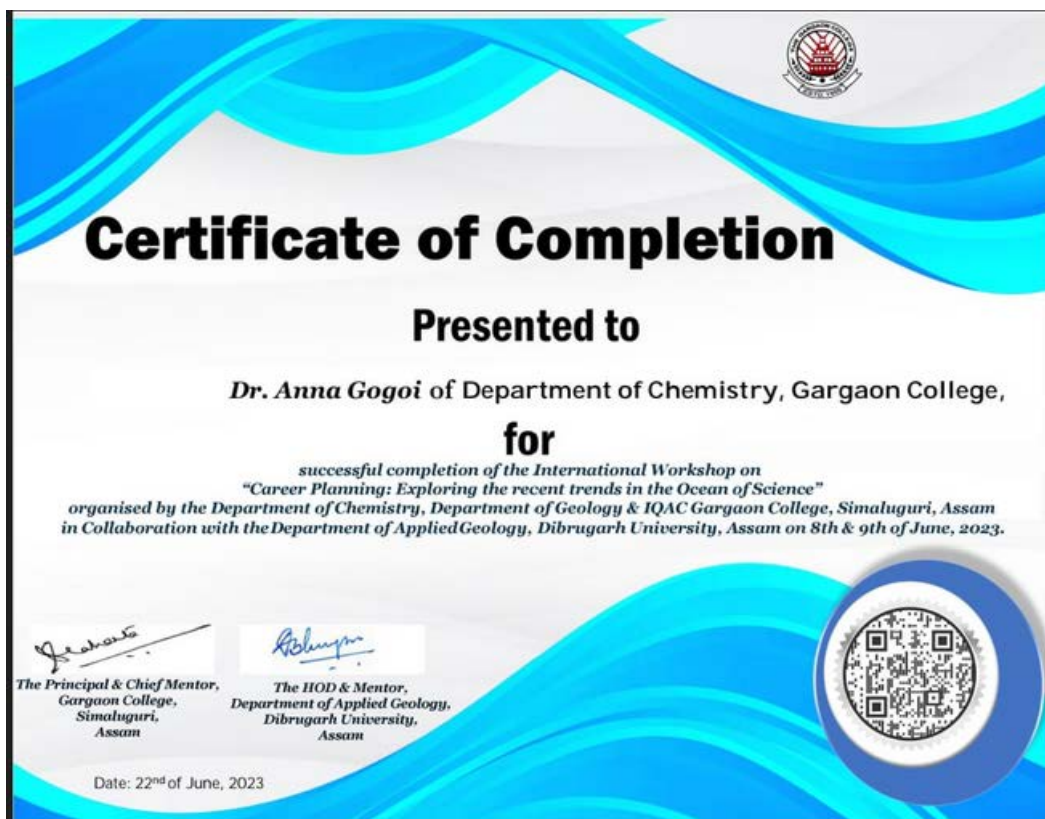 THE GARGAON COLLEGE
Certificate of Completion
Presented to
Dr. Anna Gogoi of Department of Chemistry, Gargaon College,
for
successful completion of the International Workshop on
“Career Planning: Exploring the recent trends in the Ocean of Science”
organised by the Department of Chemistry, Department of Geology & IQAC Gargaon College, Simaluguri, Assam
in Collaboration with the Department of Applied Geology, Dibrugarh University, Assam on 8th & 9th of June, 2023.
The Principal & Chief Mentor,
Gargaon College,
Simaluguri,
Assam
The HOD & Mentor,
Department of Applied Geology,
Dibrugarh University,
Assam
Date: 22nd of June, 2023